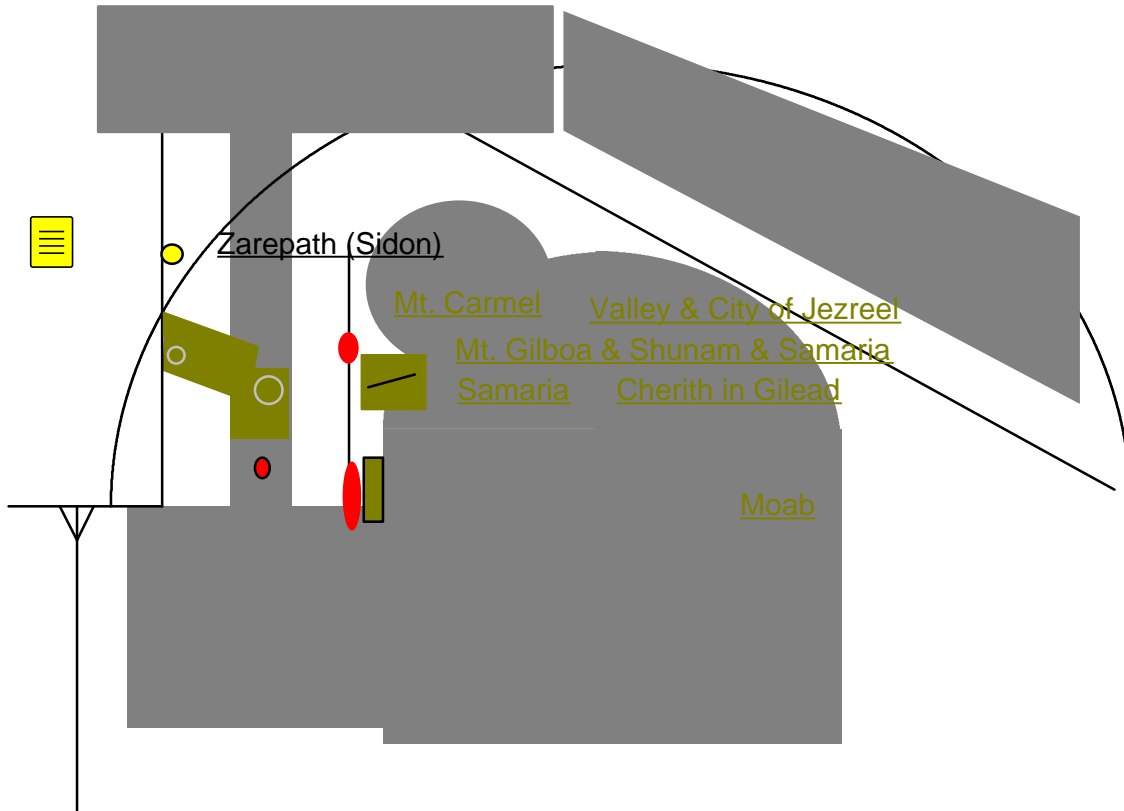 Zarepath (Sidon)
Mt. Carmel Valley & City of Jezreel
Mt. Gilboa & Shunam & Samaria
Samaria Cherith in Gilead
Moab